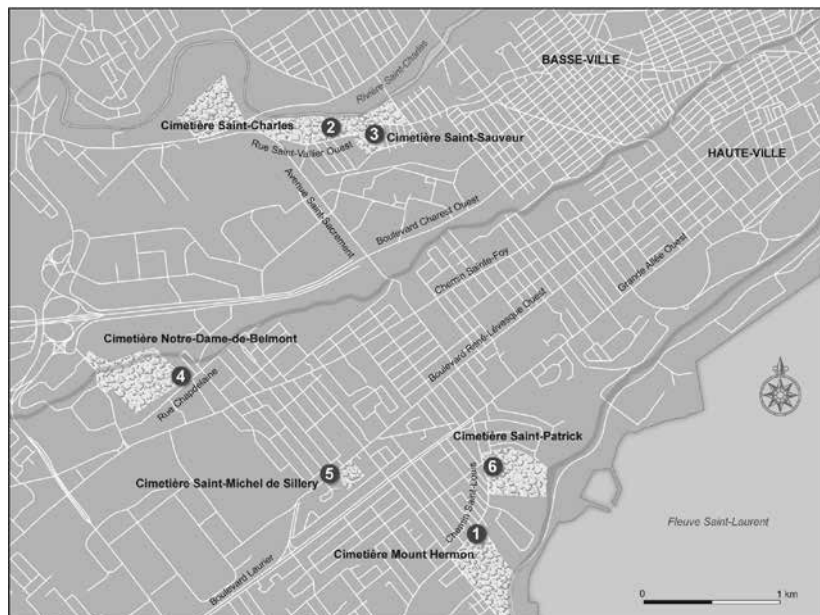 BASSE-VILLE
Rivière Saint-Charles
Cimetière Saint-Charles
2
3
Cimetière Saint-Sauveur
Rue Saint-Vallier Ouest
HAUTE-VILLE
Avenue Saint-Sacrement
Boulevard Charest Ouest
Chemin Sainte-Foy
Grande Allée Ouest
Boulevard René-Lévesque Ouest
Cimetière Notre-Dame-de-Belmont
4
Rue Chapdelaine
Cimetière Saint-Patrick
6
5
Cimetière Saint-Michel de Sillery
Chemin Saint-Louis
1
Cimetière Mount Hermon
Boulevard Laurier
Fleuve Saint-Laurent
0 1 km